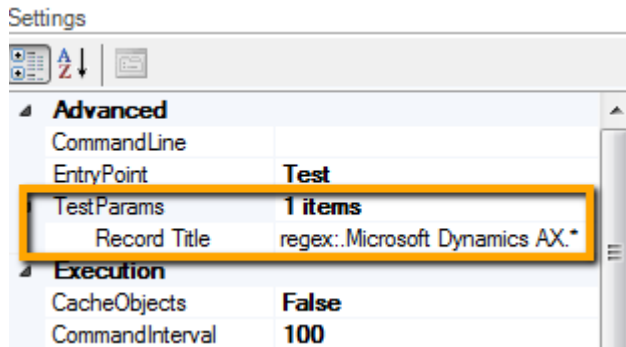 Settings
Advanced
CommandLine
EntryPoint Test
TestParams 1 items
Record Title regex:.Microsoft Dynamics AX.*
Execution
CacheObjects False
CommandInterval 100